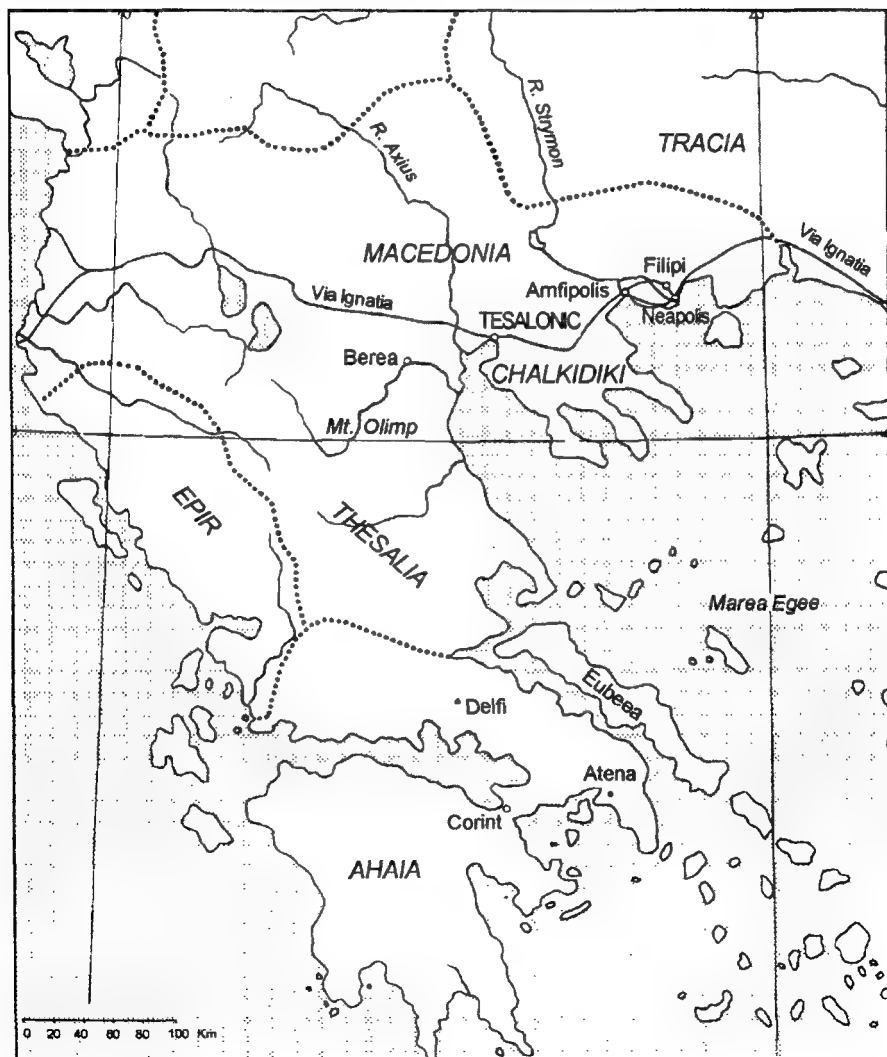 R. Strymon
R. Axius
TRACIA
MACEDONIA
Via Ignatia
Filipi
Amfipolis
Via Ignatia
Neapolis
TESALONIC
Berea
CHALKIDIKI
Mt. Olimp
EPIR
THESALIA
Marea Egee
Eubeea
Delfi
Atena
Corint
AHAIA
0 20 40 60 80 100 Km